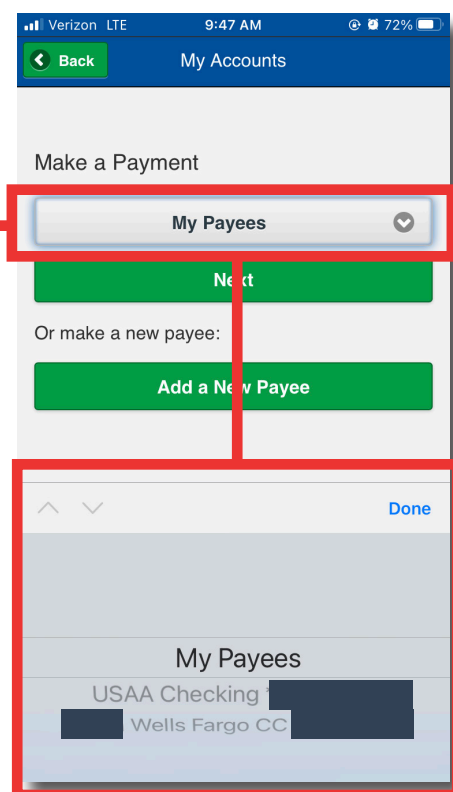 Verizon LTE 9:47 AM 72%
Back My Accounts
Make a Payment
My Payees
Next
Or make a new payee:
Add a New Payee
Done
My Payees
USAA Checking *
Wells Fargo CC